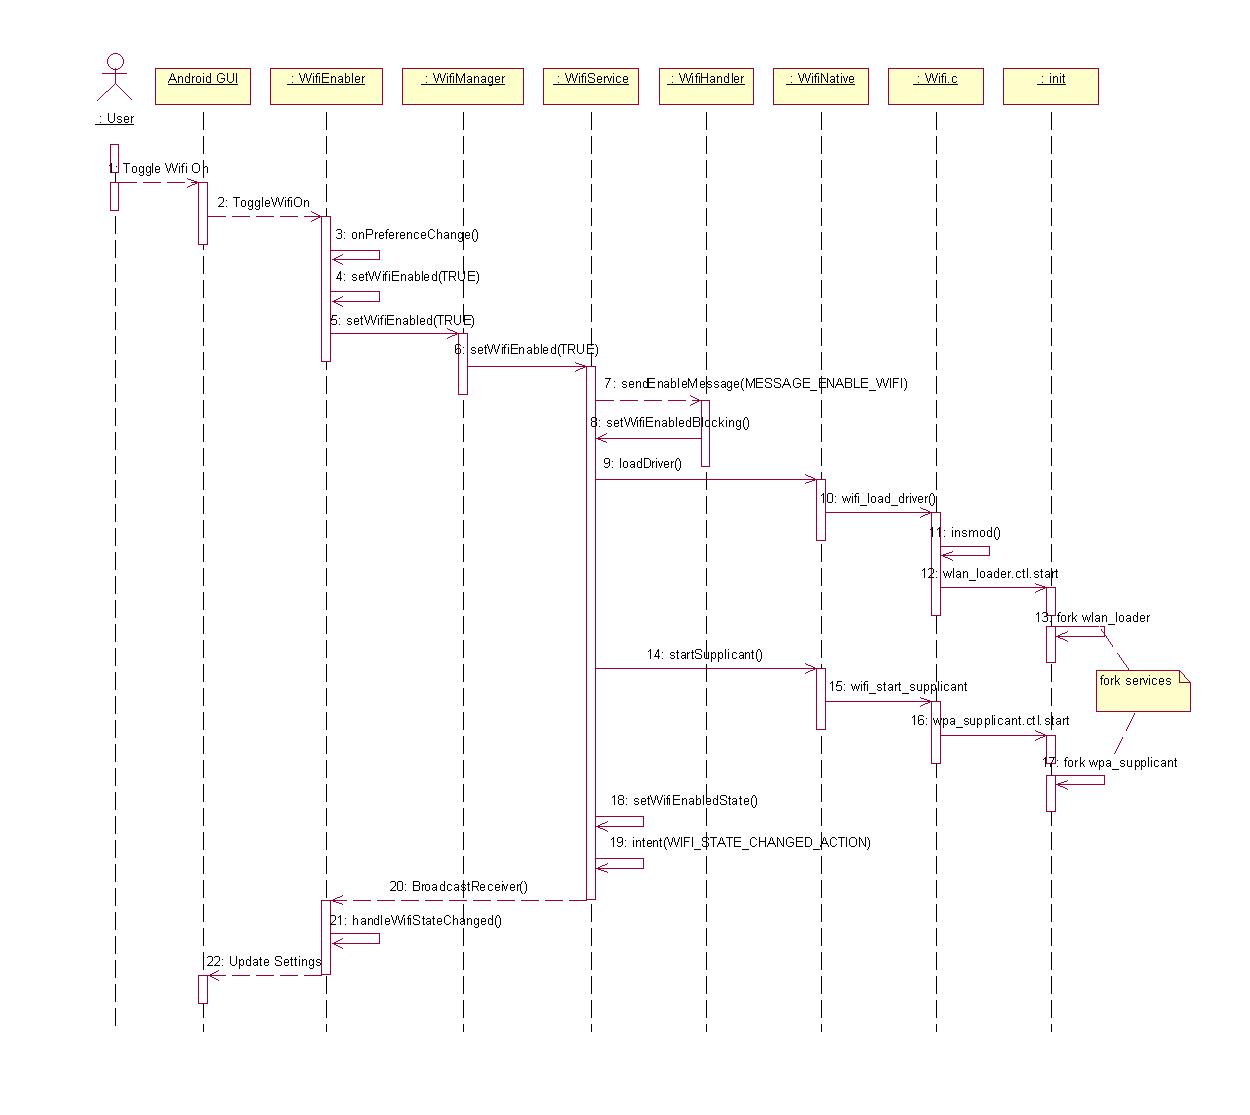 Android GUI
: WifiEnabler
: WifiManager
: WifiService
: WifiHandler
: WifiNative
: Wifi.c
: init
: User
1: Toggle Wifi On
2: ToggleWifiOn
3: onPreferenceChange()
4: setWifiEnabled(TRUE)
5: setWifiEnabled(TRUE)
6: setWifiEnabled(TRUE)
7: sendEnableMessage(MESSAGE_ENABLE_WIFI)
8: setWifiEnabledBlocking()
9: loadDriver()
10: wifi_load_driver()
11: insmod()
12: wlan_loader.ctl.start
13: fork wlan_loader
14: startSupplicant()
fork services
15: wifi_start_supplicant
16: wpa_supplicant.ctl.start
17: fork wpa_supplicant
18: setWifiEnabledState()
19: intent(WIFI_STATE_CHANGED_ACTION)
20: BroadcastReceiver()
21: handleWifiStateChanged()
22: Update Settings